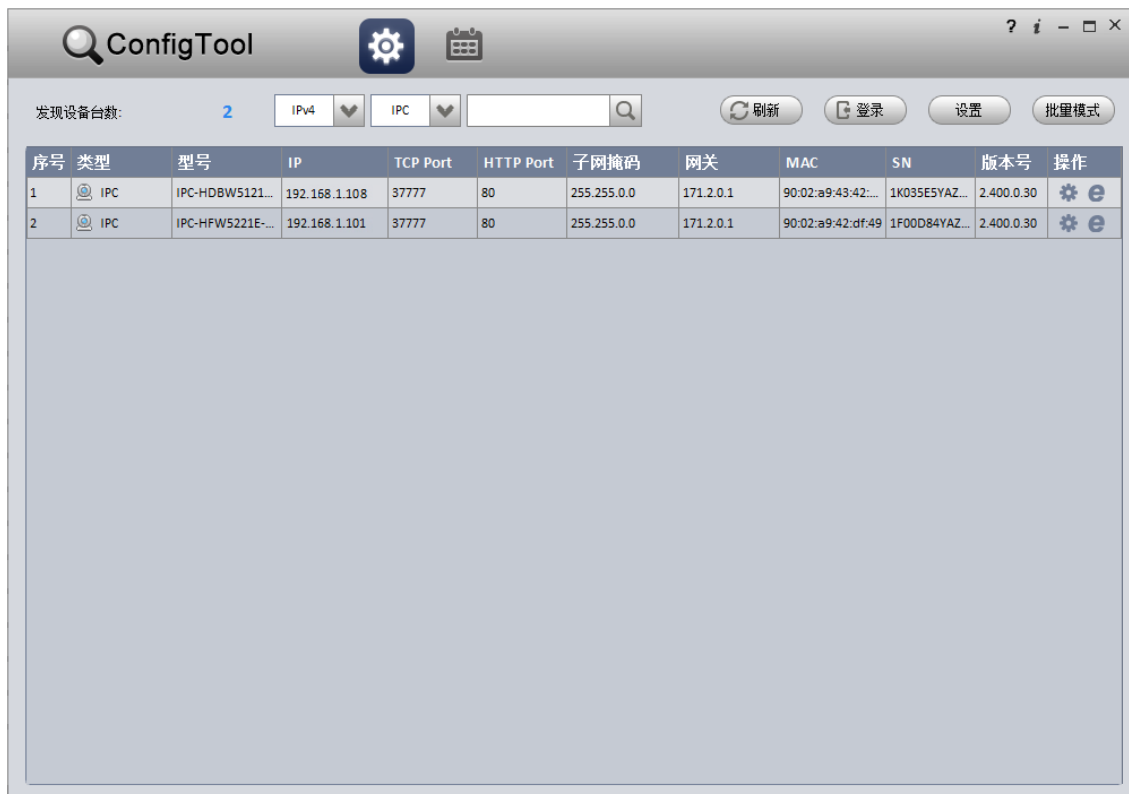 ConfigTool
? i
发现设备台数: 2 IPv4 IPC 刷新 登录 设置 批量模式
序号 类型 型号 IP TCP Port HTTP Port 子网掩码 网关 MAC SN 版本号 操作
1 IPC IPC-HDBW5121... 192.168.1.108 37777 80 255.255.0.0 171.2.0.1 90:02:a9:43:42:... 1K035E5YAZ... 2.400.0.30
2 IPC IPC-HFW5221E-... 192.168.1.101 37777 80 255.255.0.0 171.2.0.1 90:02:a9:42:df:49 1F00D84YAZ... 2.400.0.30